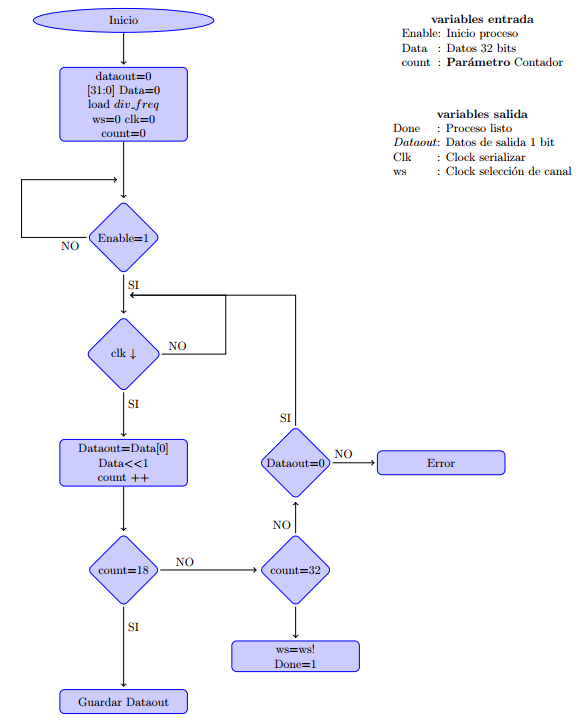 Inicio
variables entrada
Enable: Inicio proceso
Data : Datos 32 bits
count : Parámetro Contador
dataout=0
[31:0] Data=0
load div_freq
ws=0 clk=0
count=0
variables salida
Done : Proceso listo
Dataout: Datos de salida 1 bit
Clk : Clock serializar
ws : Clock selección de canal
Enable=1
NO
SI
clk ↓
NO
SI
Dataout=Data[0]
Data<<1
count ++
SI
Dataout=0
NO
Error
NO
count=18
NO
count=32
SI
ws=ws!
Done=1
Guardar Dataout